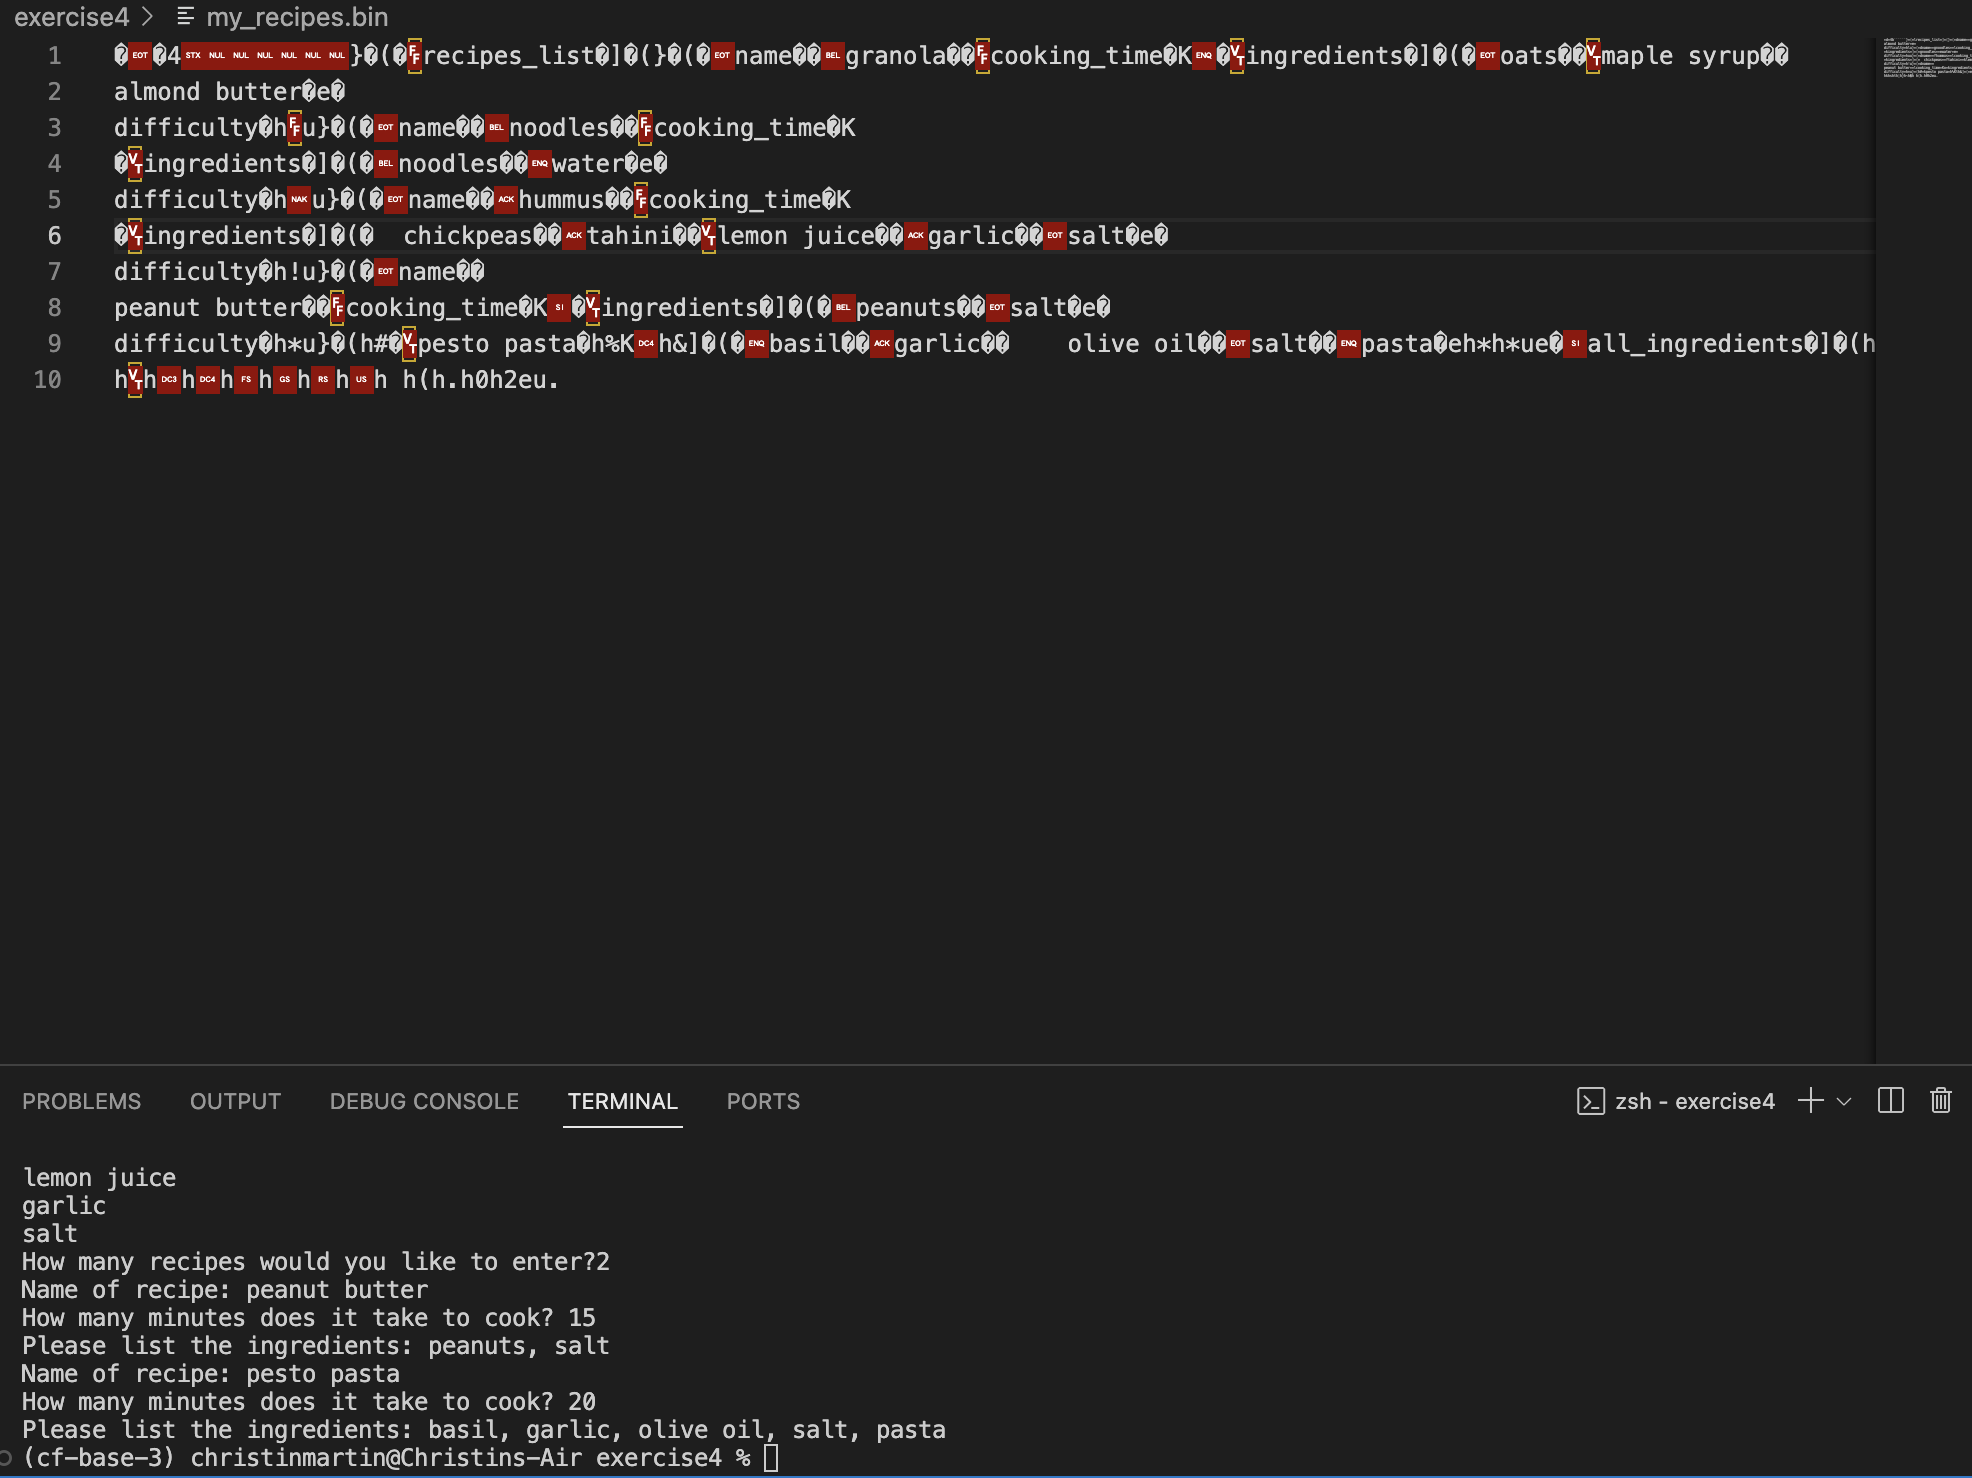 exercise4 > my_recipes.bin
1 �EOT�4STX NUL NUL NUL NUL NUL NUL}�(�FFrecipes_list�]�(}�(�EOTname��BELgranola��FFcooking_time�KENQ�VTingredients�]�(�EOToats��VTmaple syrup��
2 almond butter�e�
3 difficulty�hFFu}�(�EOTname��BELnoodles��FFcooking_time�K
4 �VTingredients�]�(�BELnoodles��ENQwater�e�
5 difficulty�hNAKu}�(�EOTname��ACKhummus��FFcooking_time�K
6 �VTingredients�]�(�  chickpeas��ACKtahini��VTlemon juice��ACKgarlic��EOTsalt�e�
7 difficulty�h!u}�(�EOTname��
8 peanut butter��FFcooking_time�KSI�VTingredients�]�(�BELpeanuts��EOTsalt�e�
9 difficulty�h*u}�(h#�VTpesto pasta�h%KDC4h&]�(�ENQbasil��ACKgarlic��    olive oil��EOTsalt��ENQpasta�eh*h*ue�SIall_ingredients�]�(h
10 hVThDC3hDC4hFShGShRShUSh h(h.h0h2eu.
PROBLEMS OUTPUT DEBUG CONSOLE TERMINAL PORTS zsh - exercise4
lemon juice
garlic
salt
How many recipes would you like to enter?2
Name of recipe: peanut butter
How many minutes does it take to cook? 15
Please list the ingredients: peanuts, salt
Name of recipe: pesto pasta
How many minutes does it take to cook? 20
Please list the ingredients: basil, garlic, olive oil, salt, pasta
(cf-base-3) christinmartin@Christins-Air exercise4 %